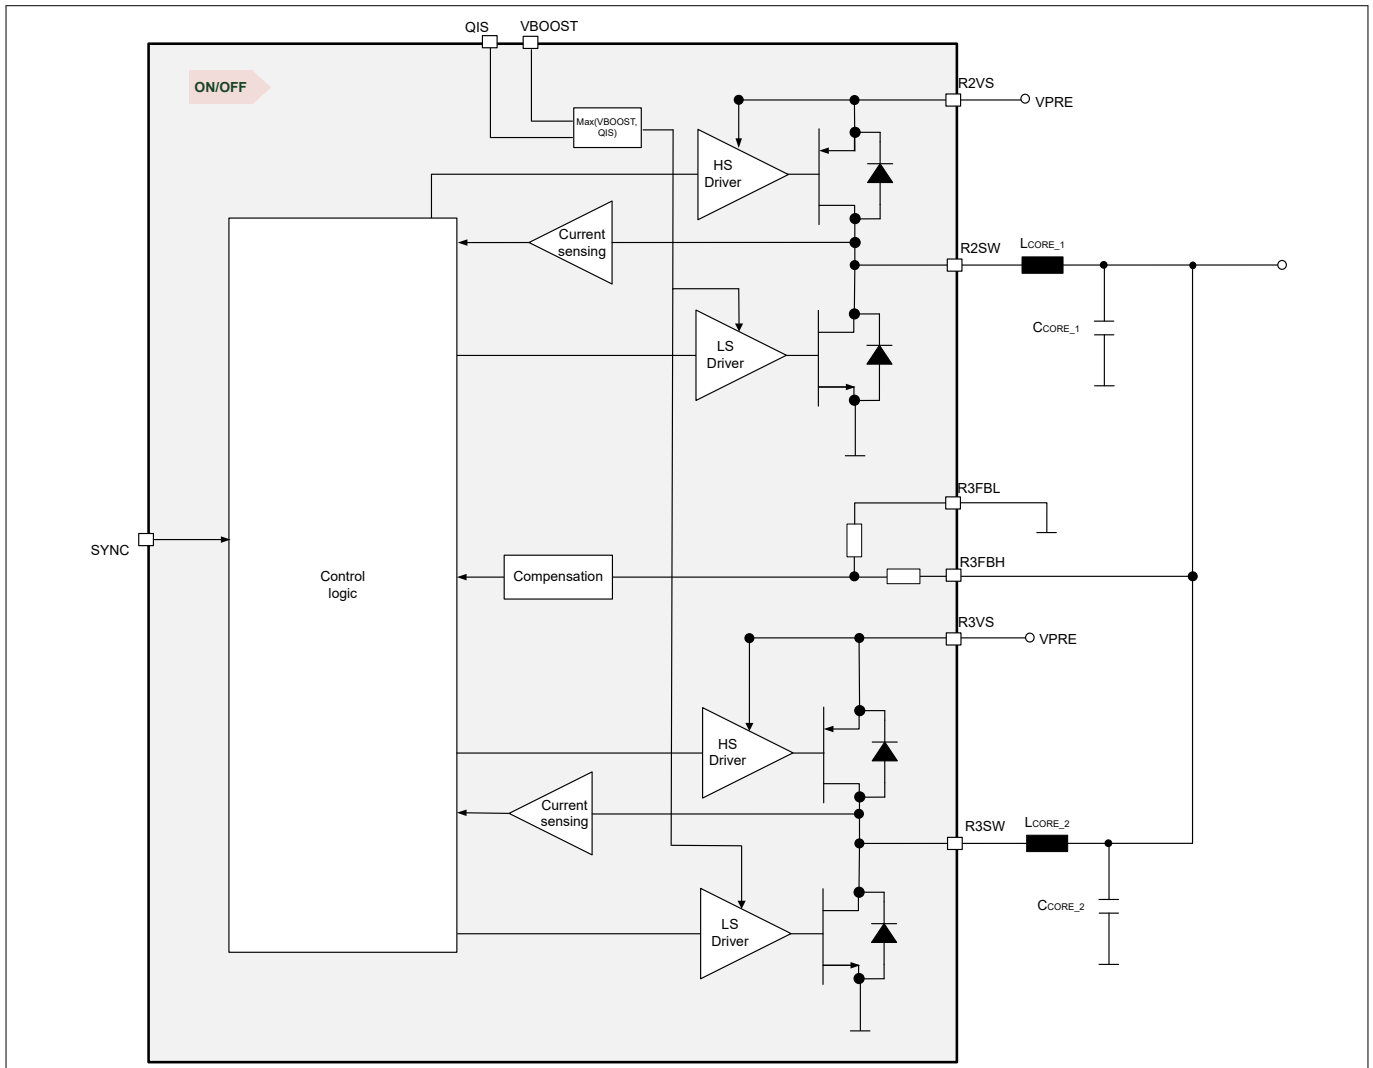 QIS
VBOOST
ON/OFF
R2VS
VPRE
Max(VBOOST,
QIS)
HS
Driver
Current
sensing
R2SW
LCORE_1
CCORE_1
LS
Driver
R3FBL
SYNC
R3FBH
Control
logic
Compensation
R3VS
VPRE
HS
Driver
Current
sensing
R3SW
LCORE_2
CCORE_2
LS
Driver